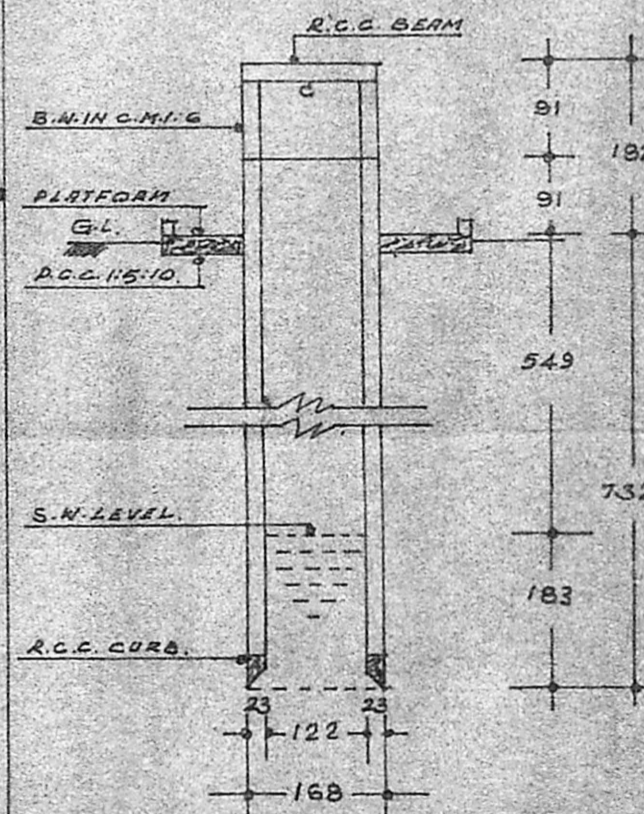 R.C.C. BEAM
B.W. IN C.M. 1:6
PLATFORM
G.L.
P.C.C. 1:5:10.
S.W. LEVEL.
R.C.C. CURB.
91
91
549
183
23
23
122
168